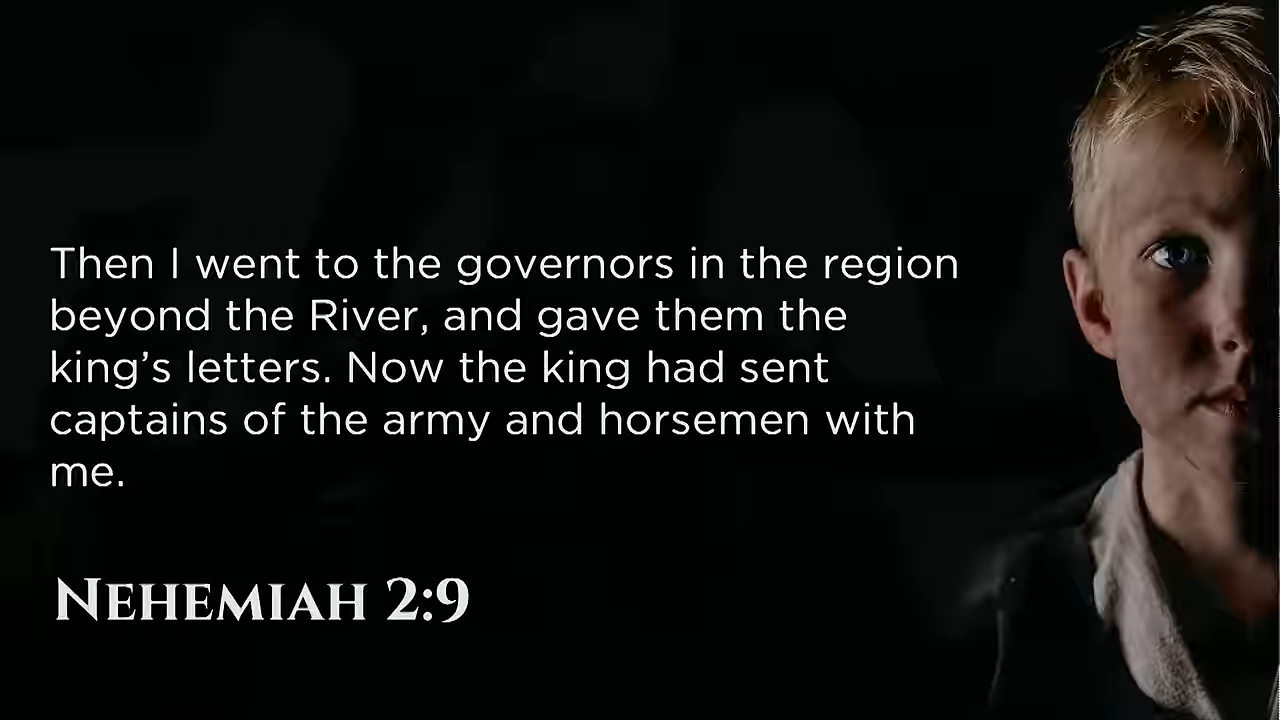 Then I went to the governors in the region
beyond the River, and gave them the
king’s letters. Now the king had sent
captains of the army and horsemen with
me.
Nehemiah 2:9